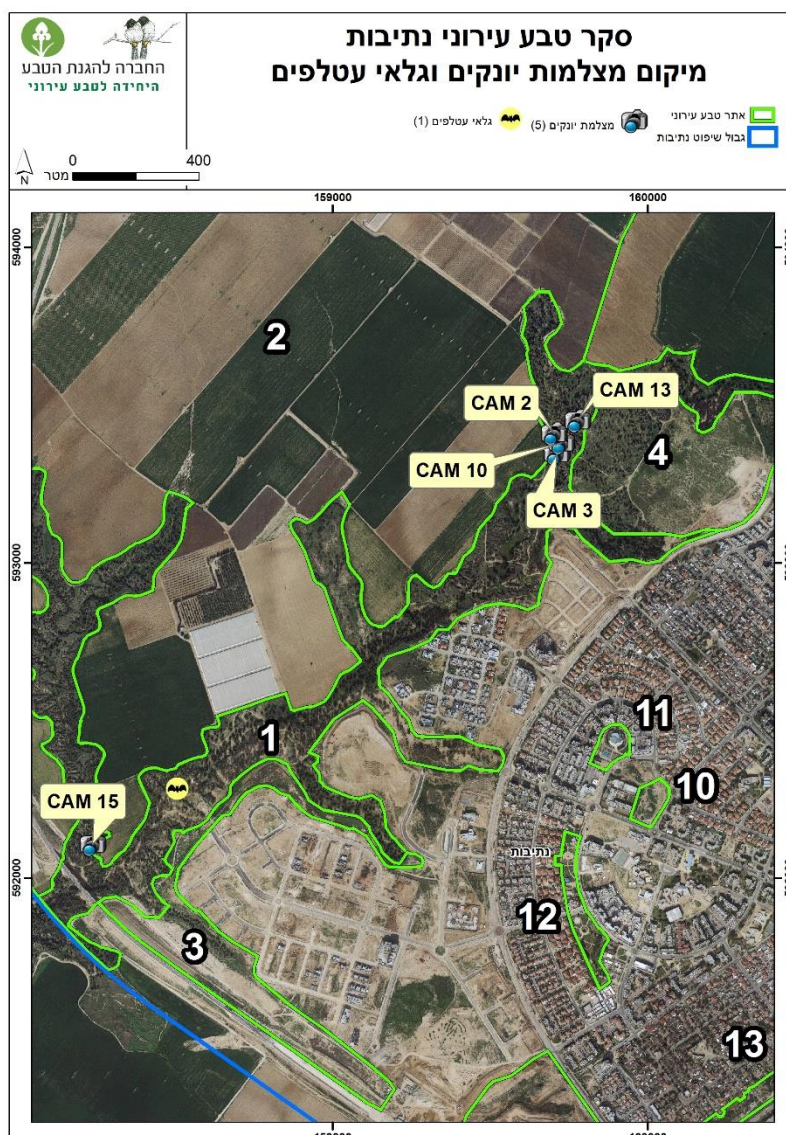 החברה להגנת הטבע
היחידה לטבע עירוני
סקר טבע עירוני נתיבות
מיקום מצלמות יונקים וגלאי עטלפים
אתר טבע עירוני
גבול שיפוט נתיבות
מצלמת יונקים (5)
גלאי עטלפים (1)
N
0 400
מטר
159000 160000
594000
2
CAM 2
CAM 13
4
CAM 10
CAM 3
593000
1
11
10
CAM 15
נתיבות
592000
12
3
13